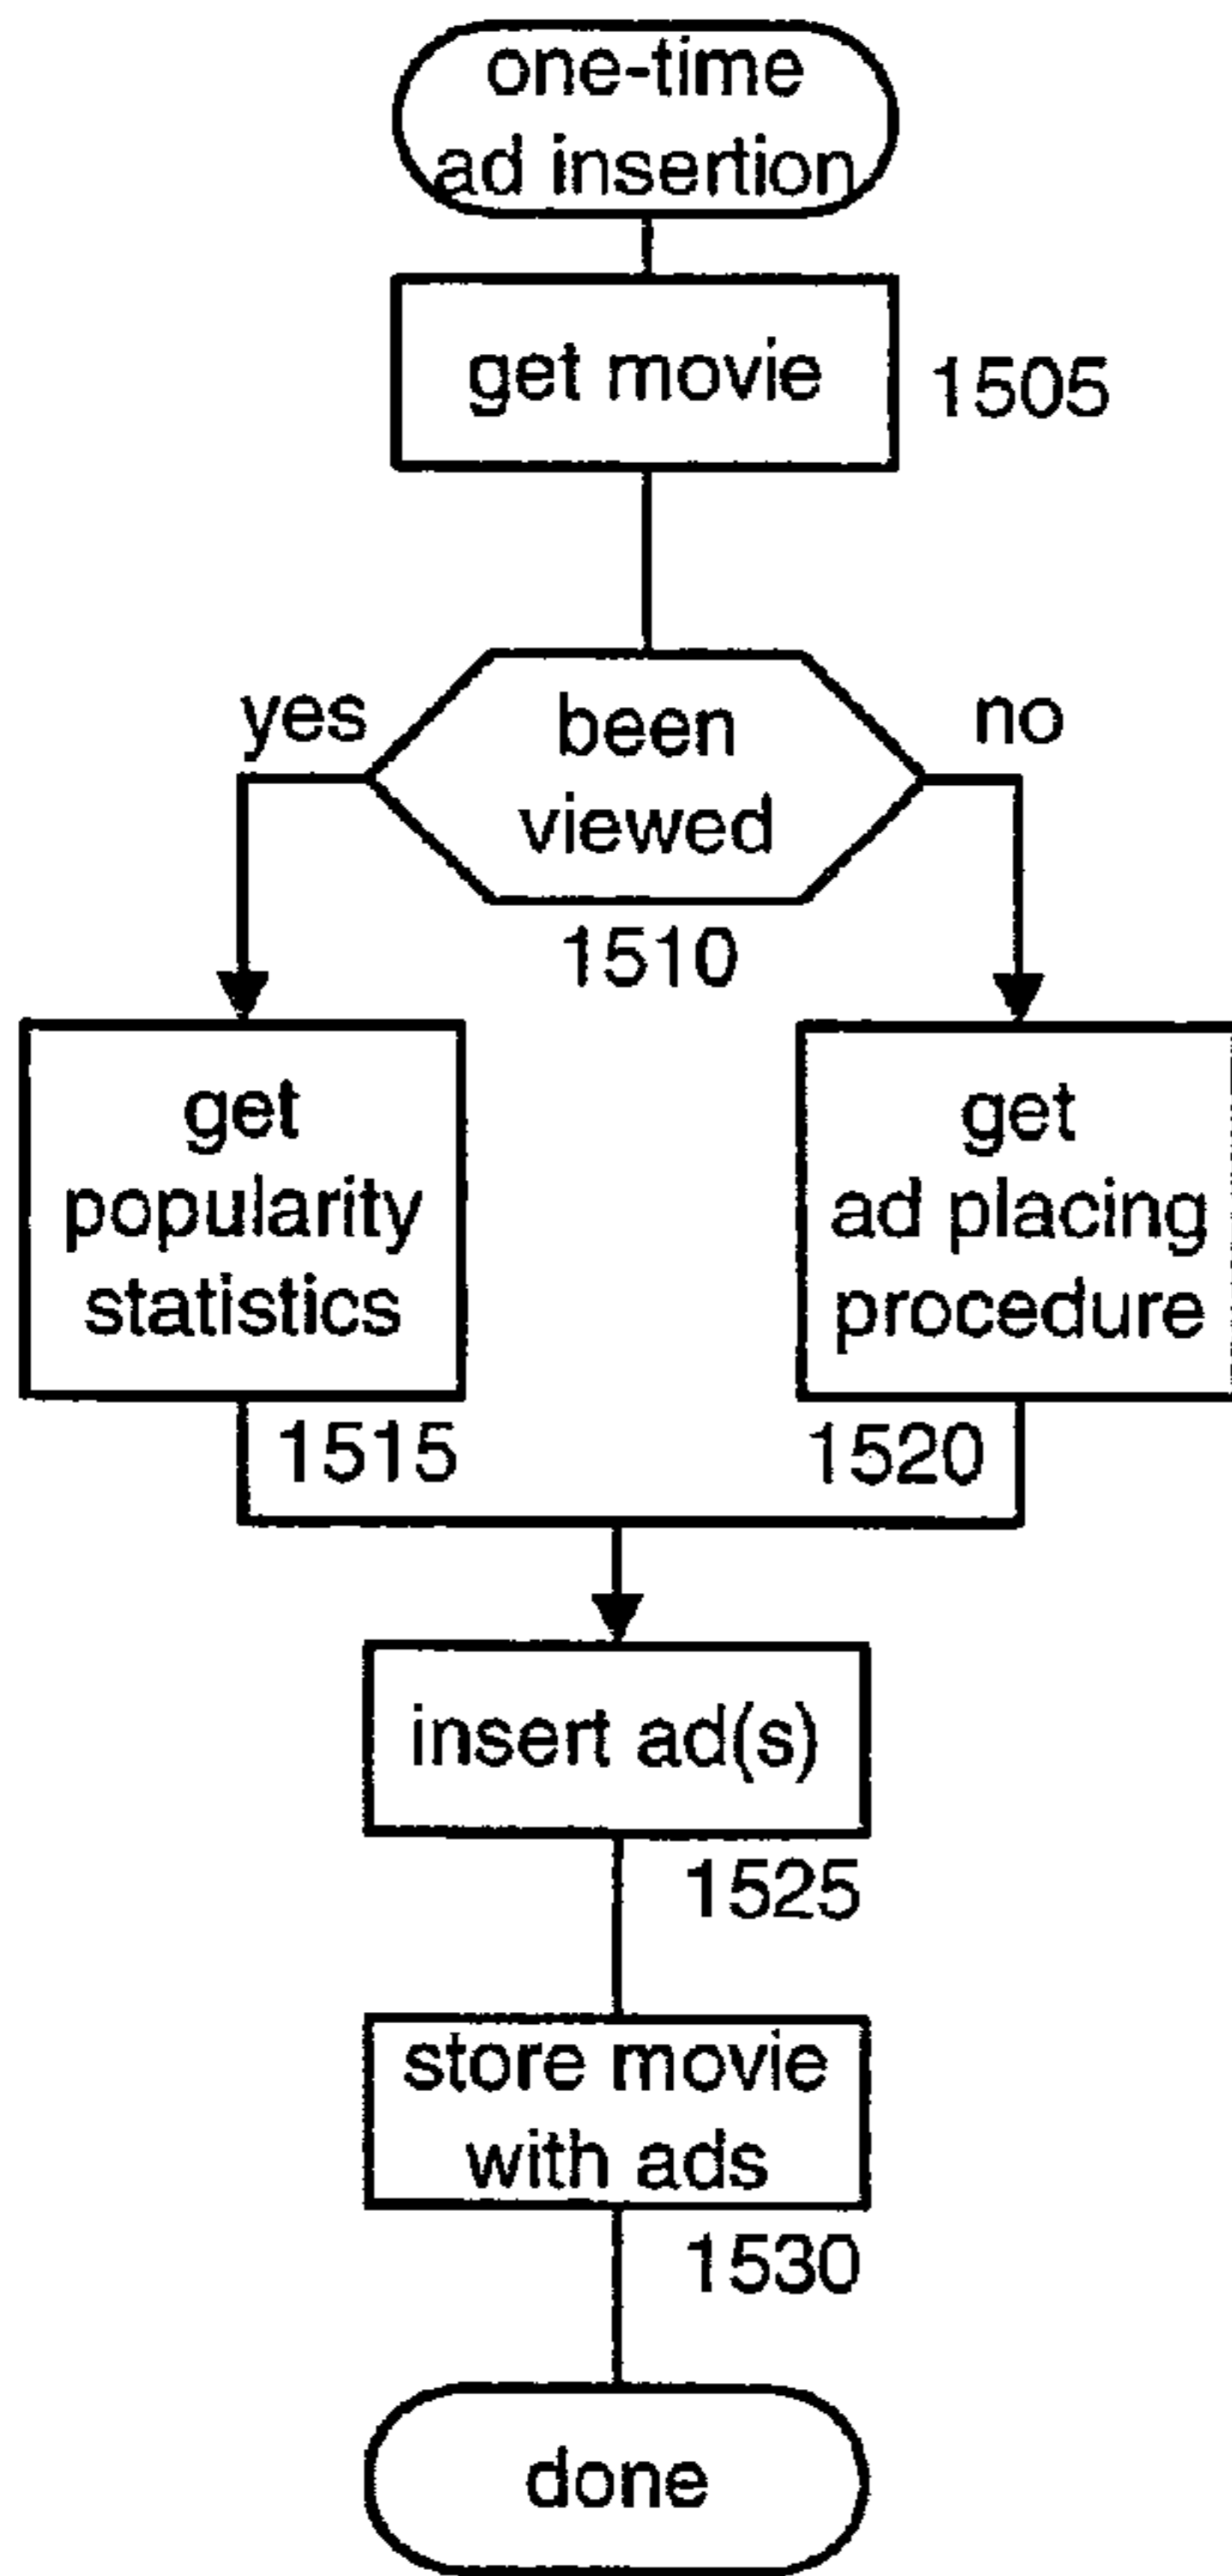 one-time
ad insertion
get movie
1505
yes
been
viewed
no
1510
get
popularity
statistics
1515
get
ad placing
procedure
1520
insert ad(s)
1525
store movie
with ads
1530
done